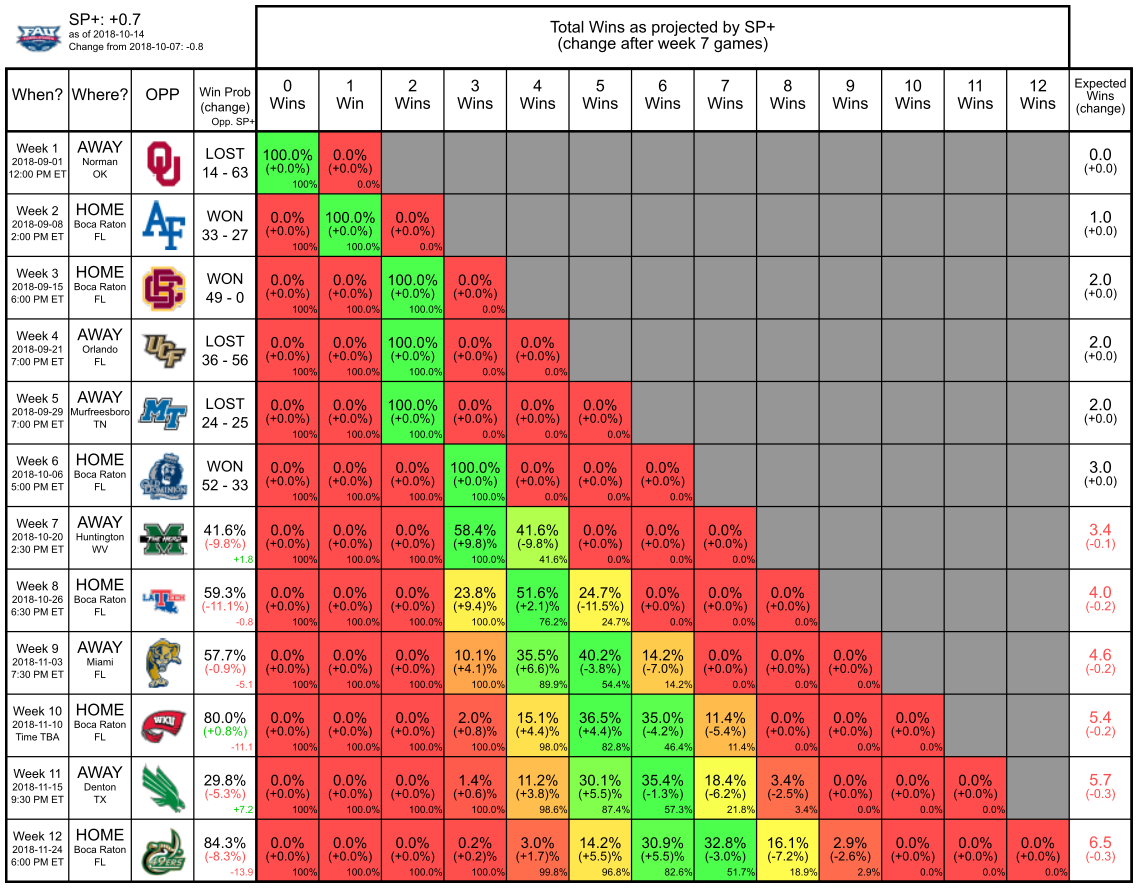 FAU
SP+: +0.7
as of 2018-10-14
Change from 2018-10-07: -0.8
Total Wins as projected by SP+
(change after week 7 games)
When? Where? OPP Win Prob (change) Opp. SP+ 0 Wins 1 Win 2 Wins 3 Wins 4 Wins 5 Wins 6 Wins 7 Wins 8 Wins 9 Wins 10 Wins 11 Wins 12 Wins Expected Wins (change)
Week 1 AWAY LOST 100.0% 0.0% 0.0
2018-09-01 Norman 14 - 63 (+0.0%) (+0.0%) (+0.0)
12:00 PM ET OK 100% 0.0%
Week 2 HOME WON 0.0% 100.0% 0.0% 1.0
2018-09-08 Boca Raton 33 - 27 (+0.0%) (+0.0%) (+0.0%) (+0.0)
2:00 PM ET FL 100% 100.0% 0.0%
Week 3 HOME WON 0.0% 0.0% 100.0% 0.0% 2.0
2018-09-15 Boca Raton 49 - 0 (+0.0%) (+0.0%) (+0.0%) (+0.0%) (+0.0)
6:00 PM ET FL 100% 100.0% 100.0% 0.0%
Week 4 AWAY UCF LOST 0.0% 0.0% 100.0% 0.0% 0.0% 2.0
2018-09-21 Orlando 36 - 56 (+0.0%) (+0.0%) (+0.0%) (+0.0%) (+0.0%) (+0.0)
7:00 PM ET FL 100% 100.0% 100.0% 0.0% 0.0%
Week 5 AWAY MT LOST 0.0% 0.0% 100.0% 0.0% 0.0% 0.0% 2.0
2018-09-29 Murfreesboro 24 - 25 (+0.0%) (+0.0%) (+0.0%) (+0.0%) (+0.0%) (+0.0%) (+0.0)
7:00 PM ET TN 100% 100.0% 100.0% 0.0% 0.0% 0.0%
Week 6 HOME OLD DOMINION WON 0.0% 0.0% 0.0% 100.0% 0.0% 0.0% 0.0% 3.0
2018-10-06 Boca Raton 52 - 33 (+0.0%) (+0.0%) (+0.0%) (+0.0%) (+0.0%) (+0.0%) (+0.0%) (+0.0)
5:00 PM ET FL 100% 100.0% 100.0% 100.0% 0.0% 0.0% 0.0%
Week 7 AWAY THE HERD 41.6% 0.0% 0.0% 0.0% 58.4% 41.6% 0.0% 0.0% 0.0% 3.4
2018-10-20 Huntington (-9.8%) (+0.0%) (+0.0%) (+0.0%) (+9.8)% (-9.8%) (+0.0%) (+0.0%) (+0.0%) (-0.1)
2:30 PM ET WV +1.8 100% 100.0% 100.0% 100.0% 41.6% 0.0% 0.0% 0.0%
Week 8 HOME LA TECH 59.3% 0.0% 0.0% 0.0% 23.8% 51.6% 24.7% 0.0% 0.0% 0.0% 4.0
2018-10-26 Boca Raton (-11.1%) (+0.0%) (+0.0%) (+0.0%) (+9.4)% (+2.1)% (-11.5%) (+0.0%) (+0.0%) (+0.0%) (-0.2)
6:30 PM ET FL -0.8 100% 100.0% 100.0% 100.0% 76.2% 24.7% 0.0% 0.0% 0.0%
Week 9 AWAY 57.7% 0.0% 0.0% 0.0% 10.1% 35.5% 40.2% 14.2% 0.0% 0.0% 0.0% 4.6
2018-11-03 Miami (-0.9%) (+0.0%) (+0.0%) (+0.0%) (+4.1)% (+6.6)% (-3.8%) (-7.0%) (+0.0%) (+0.0%) (+0.0%) (-0.2)
7:30 PM ET FL -5.1 100% 100.0% 100.0% 100.0% 89.9% 54.4% 14.2% 0.0% 0.0% 0.0%
Week 10 HOME WKU 80.0% 0.0% 0.0% 0.0% 2.0% 15.1% 36.5% 35.0% 11.4% 0.0% 0.0% 0.0% 5.4
2018-11-10 Boca Raton (+0.8%) (+0.0%) (+0.0%) (+0.0%) (+0.8)% (+4.4)% (+4.4)% (-4.2%) (-5.4%) (+0.0%) (+0.0%) (+0.0%) (-0.2)
Time TBA FL -11.1 100% 100.0% 100.0% 100.0% 98.0% 82.8% 46.4% 11.4% 0.0% 0.0% 0.0%
Week 11 AWAY 29.8% 0.0% 0.0% 0.0% 1.4% 11.2% 30.1% 35.4% 18.4% 3.4% 0.0% 0.0% 0.0% 5.7
2018-11-15 Denton (-5.3%) (+0.0%) (+0.0%) (+0.0%) (+0.6)% (+3.8)% (+5.5)% (-1.3%) (-6.2%) (-2.5%) (+0.0%) (+0.0%) (+0.0%) (-0.3)
9:30 PM ET TX +7.2 100% 100.0% 100.0% 100.0% 98.6% 87.4% 57.3% 21.8% 3.4% 0.0% 0.0% 0.0%
Week 12 HOME 49ERS 84.3% 0.0% 0.0% 0.0% 0.2% 3.0% 14.2% 30.9% 32.8% 16.1% 2.9% 0.0% 0.0% 0.0% 6.5
2018-11-24 Boca Raton (-8.3%) (+0.0%) (+0.0%) (+0.0%) (+0.2)% (+1.7)% (+5.5)% (+5.5)% (-3.0%) (-7.2%) (-2.6%) (+0.0%) (+0.0%) (+0.0%) (-0.3)
6:00 PM ET FL -13.9 100% 100.0% 100.0% 100.0% 99.8% 96.8% 82.6% 51.7% 18.9% 2.9% 0.0% 0.0% 0.0%